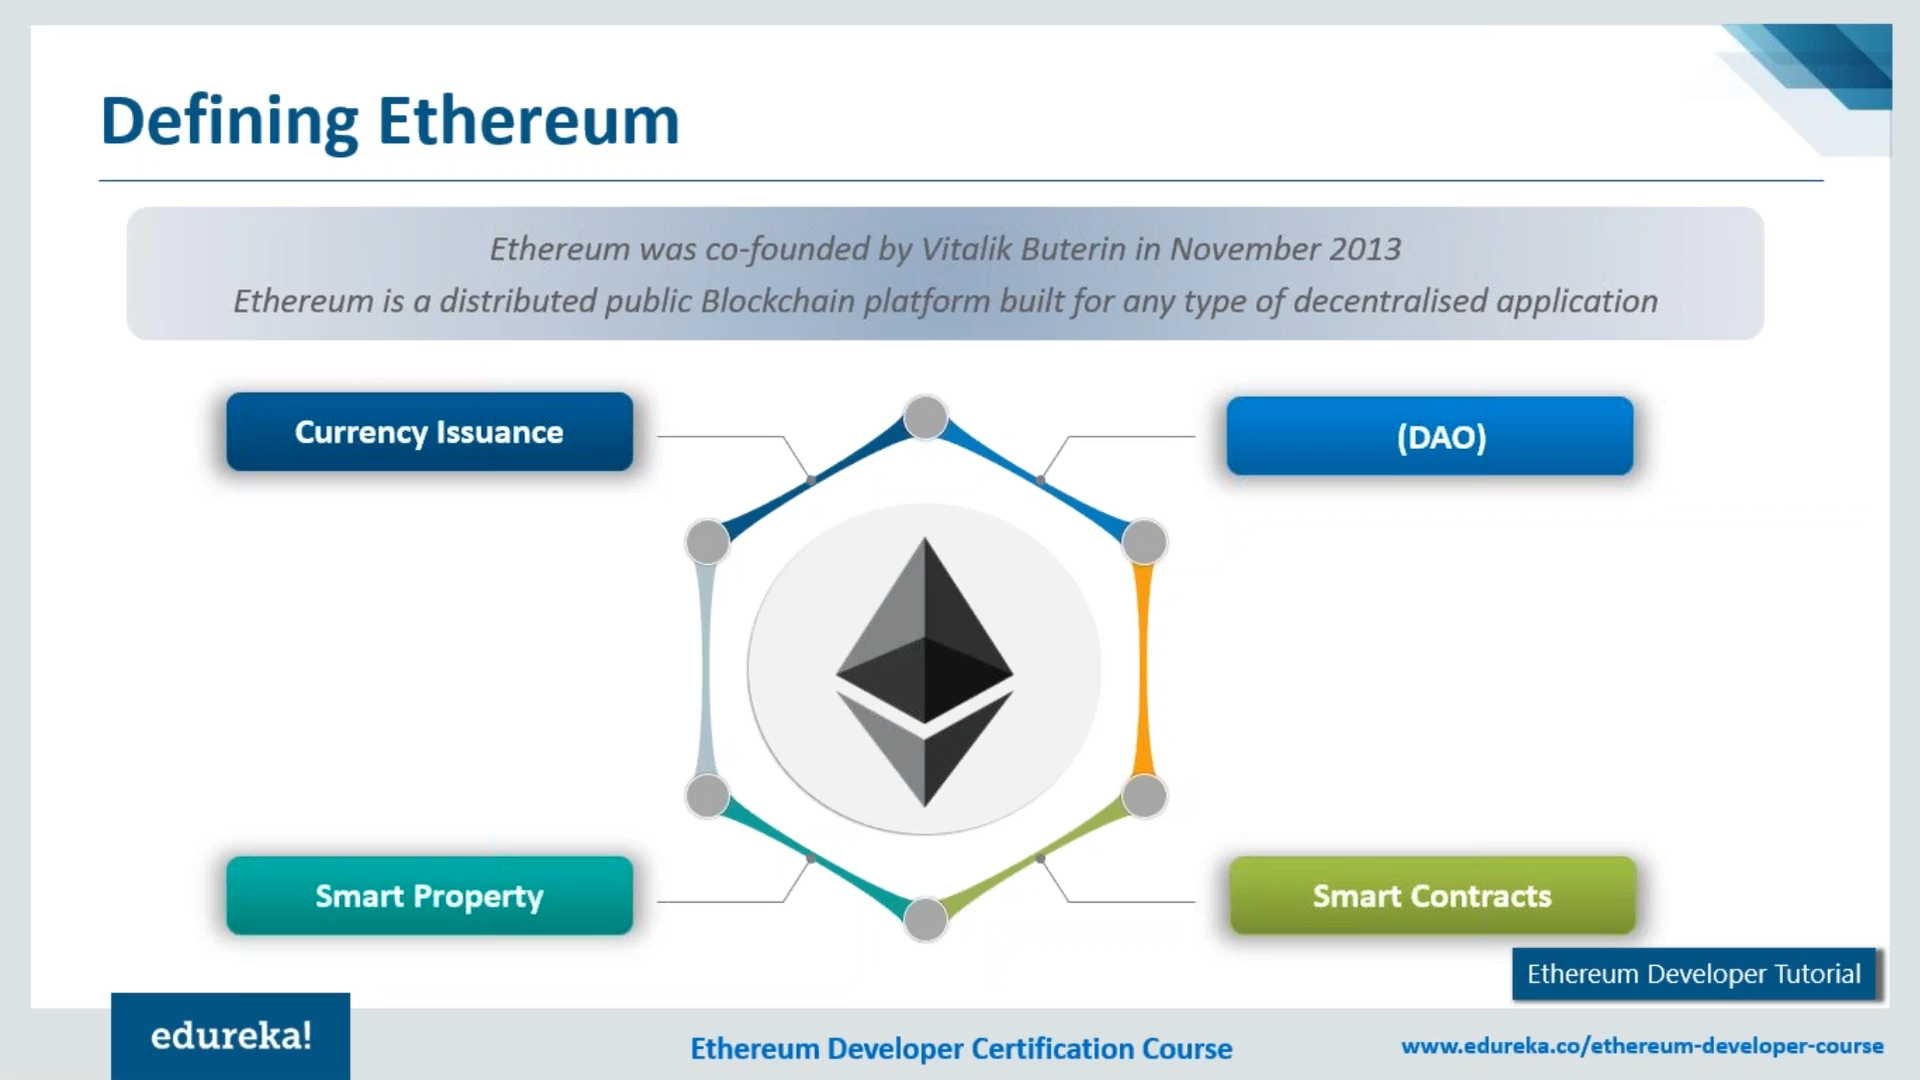 Defining Ethereum
Ethereum was co-founded by Vitalik Buterin in November 2013
Ethereum is a distributed public Blockchain platform built for any type of decentralised application
Currency Issuance
(DAO)
Smart Property
Smart Contracts
Ethereum Developer Tutorial
edureka!
Ethereum Developer Certification Course
www.edureka.co/ethereum-developer-course